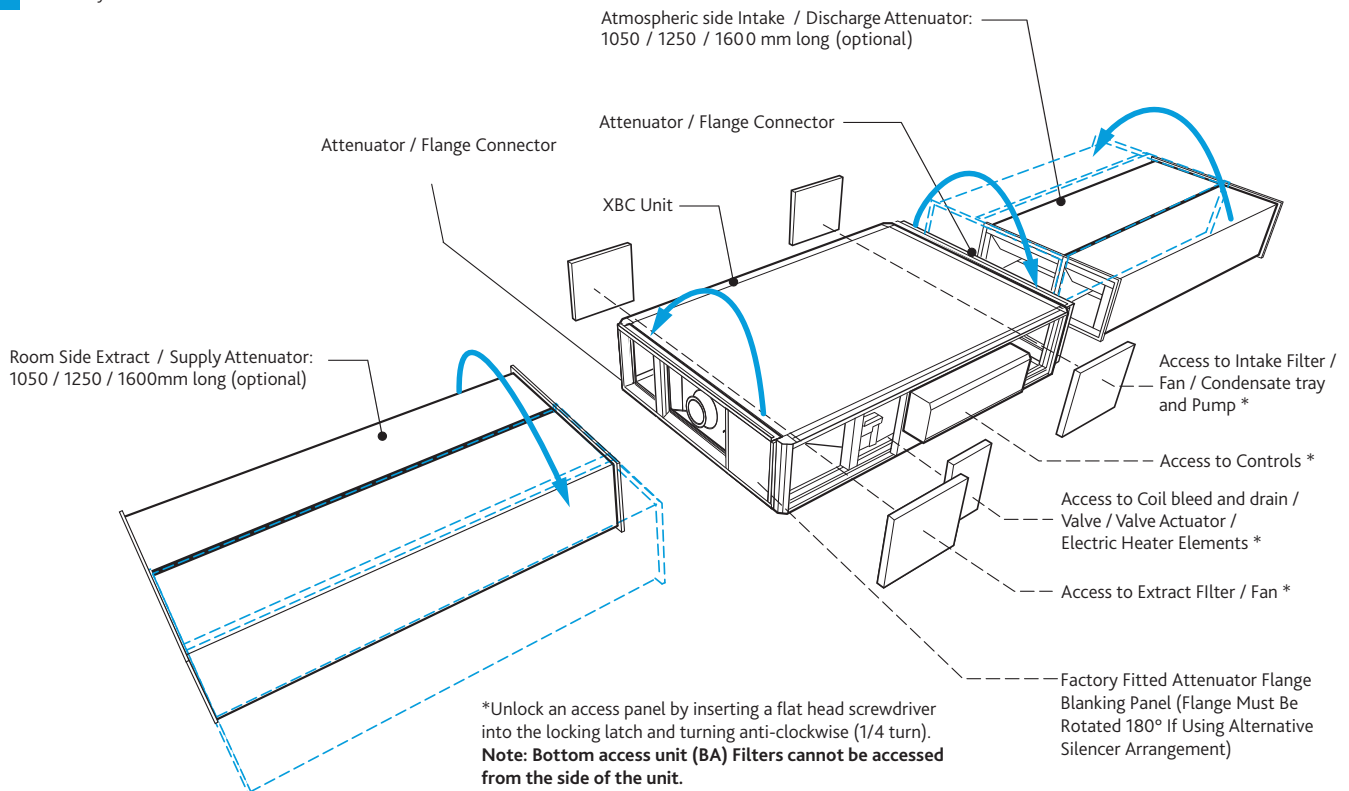 Atmospheric side Intake / Discharge Attenuator:
1050 / 1250 / 1600 mm long (optional)
Attenuator / Flange Connector
Attenuator / Flange Connector
XBC Unit
Room Side Extract / Supply Attenuator:
1050 / 1250 / 1600mm long (optional)
Access to Intake Filter /
Fan / Condensate tray
and Pump *
Access to Controls *
Access to Coil bleed and drain /
Valve / Valve Actuator /
Electric Heater Elements *
Access to Extract FIlter / Fan *
Factory Fitted Attenuator Flange
Blanking Panel (Flange Must Be
Rotated 180° If Using Alternative
Silencer Arrangement)
*Unlock an access panel by inserting a flat head screwdriver
into the locking latch and turning anti-clockwise (1/4 turn).
Note: Bottom access unit (BA) Filters cannot be accessed
from the side of the unit.